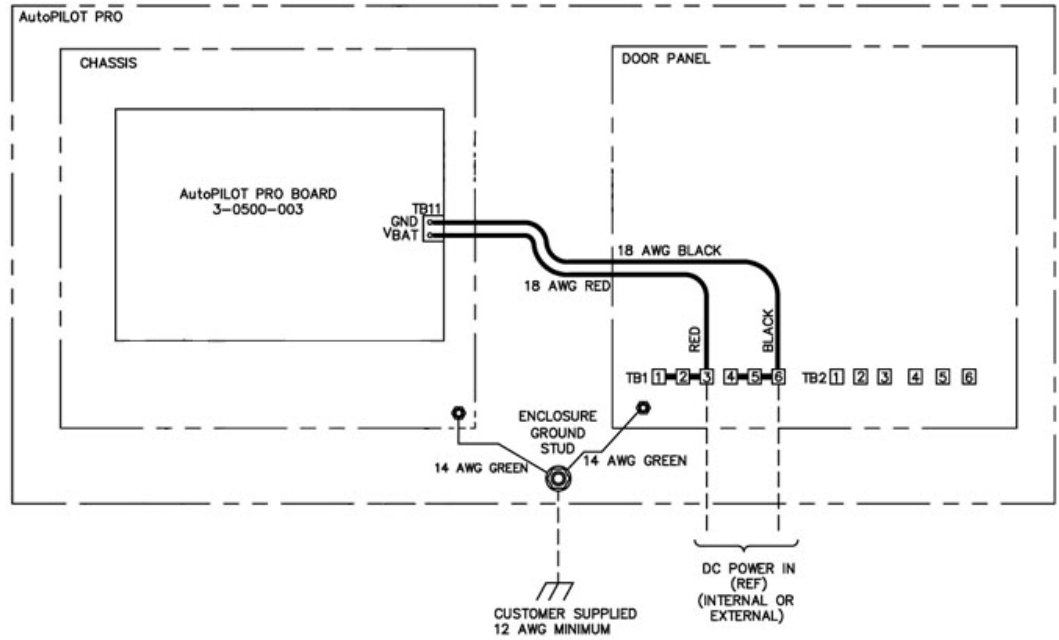 AutoPILOT PRO
CHASSIS
DOOR PANEL
AutoPILOT PRO BOARD
3-0500-003
TB11
GND
VBAT
18 AWG BLACK
18 AWG RED
RED
BLACK
TB1 1 2 3 4 5 6
TB2 1 2 3 4 5 6
ENCLOSURE
GROUND
STUD
14 AWG GREEN
14 AWG GREEN
DC POWER IN
(REF)
(INTERNAL OR
EXTERNAL)
CUSTOMER SUPPLIED
12 AWG MINIMUM